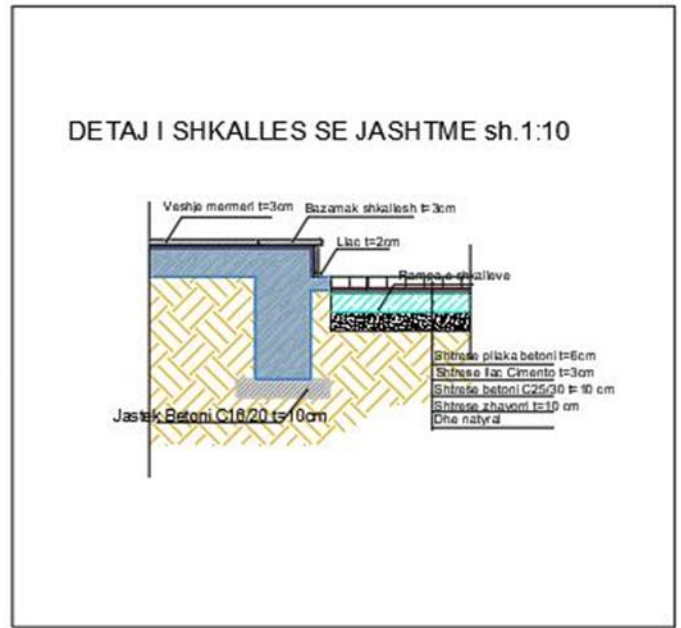 DETAJ I SHKALLES SE JASHTME sh.1:10
Veshje mermeri t=3cm
Bazamak shkallesh t=3cm
Llac t=2cm
Rampa e shkalleve
Shtrese pllaka betoni t=6cm
Shtrese llac Cimento t=3cm
Shtrese betoni C25/30 t=10 cm
Shtrese zhavorri t=10 cm
Dhe natyral
Jastek Betoni C16/20 t=10cm